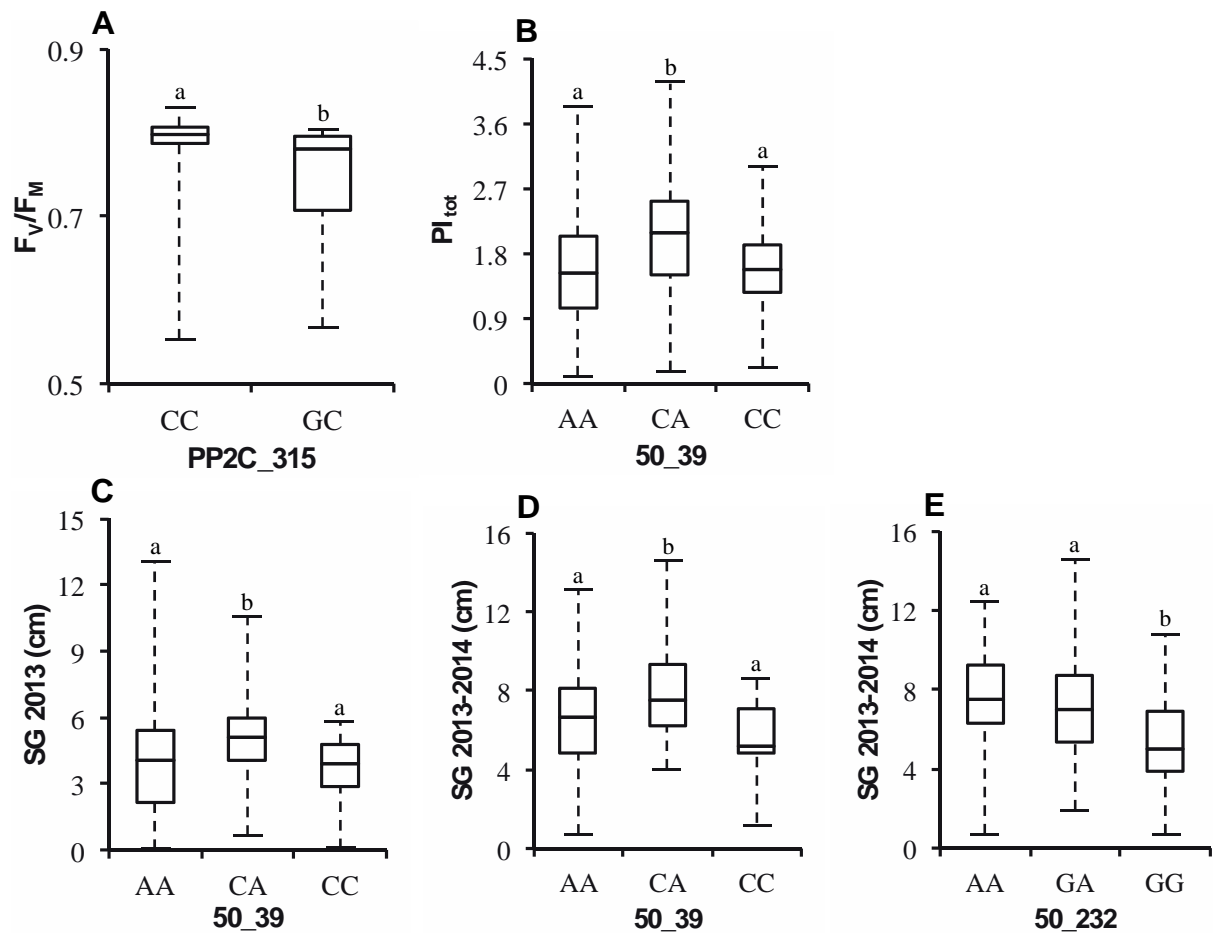 A
0.9
0.7
0.5
Fv/FM
a
b
CC GC
PP2C_315
B
4.5
3.6
2.7
1.8
0.9
0
PItot
a
b
a
AA CA CC
50_39
C
15
12
9
6
3
0
SG 2013 (cm)
a
b
a
AA CA CC
50_39
D
16
12
8
4
0
SG 2013-2014 (cm)
a
b
a
AA CA CC
50_39
E
16
12
8
4
0
SG 2013-2014 (cm)
a
a
b
AA GA GG
50_232